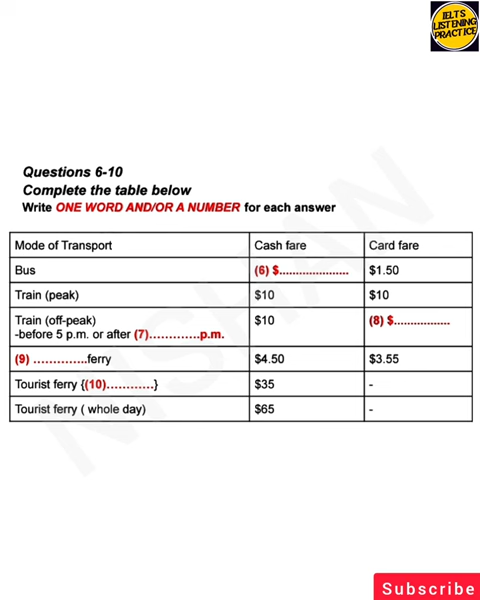 IELTS
LISTENING
PRACTICE
Questions 6-10
Complete the table below
Write ONE WORD AND/OR A NUMBER for each answer
Mode of Transport Cash fare Card fare
Bus (6) $...................... $1.50
Train (peak) $10 $10
Train (off-peak) $10 (8) $.................
-before 5 p.m. or after (7)………….p.m.
(9) …………..ferry $4.50 $3.55
Tourist ferry {(10)…………} $35 -
Tourist ferry ( whole day) $65 -
NISHAN
Subscribe